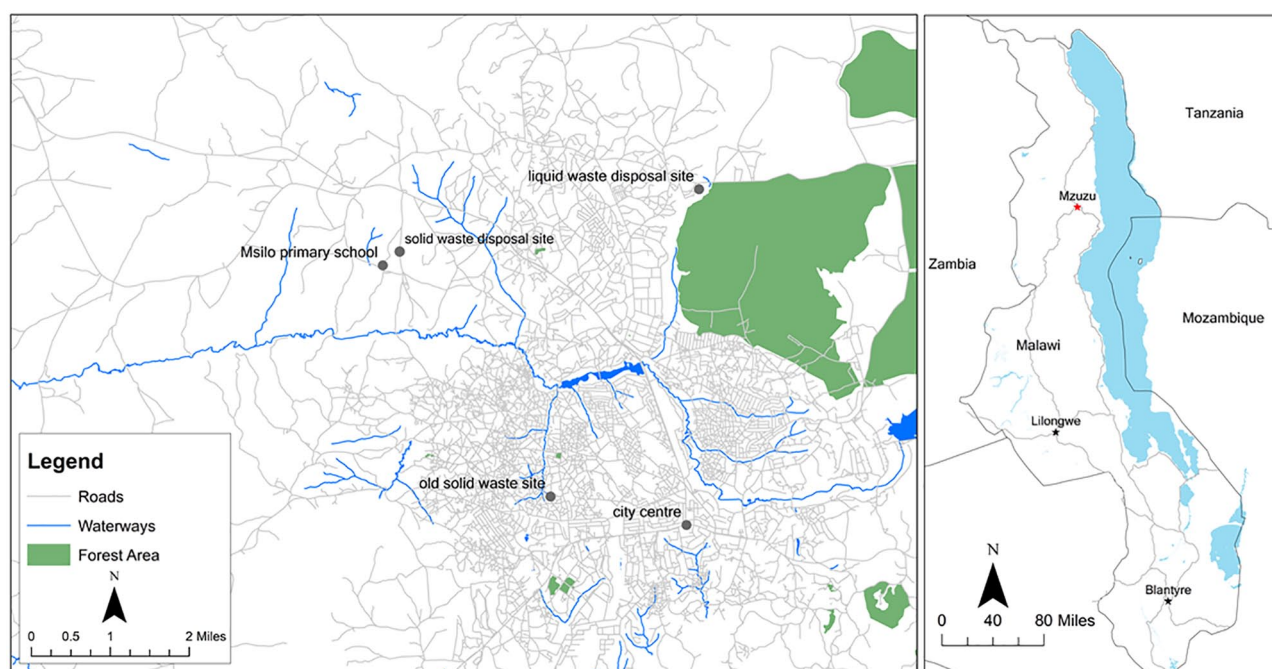 liquid waste disposal site
solid waste disposal site
Msilo primary school
old solid waste site
city centre
Legend
Roads
Waterways
Forest Area
N
0 0.5 1 2 Miles
Tanzania
Mzuzu
Zambia
Mozambique
Malawi
Lilongwe
N
Blantyre
0 40 80 Miles